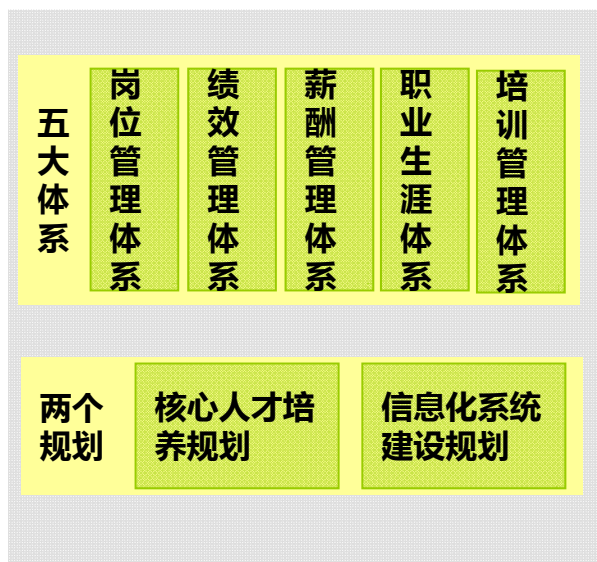 五大体系
岗位管理体系
绩效管理体系
薪酬管理体系
职业生涯体系
培训管理体系
两个
规划
核心人才培
养规划
信息化系统
建设规划